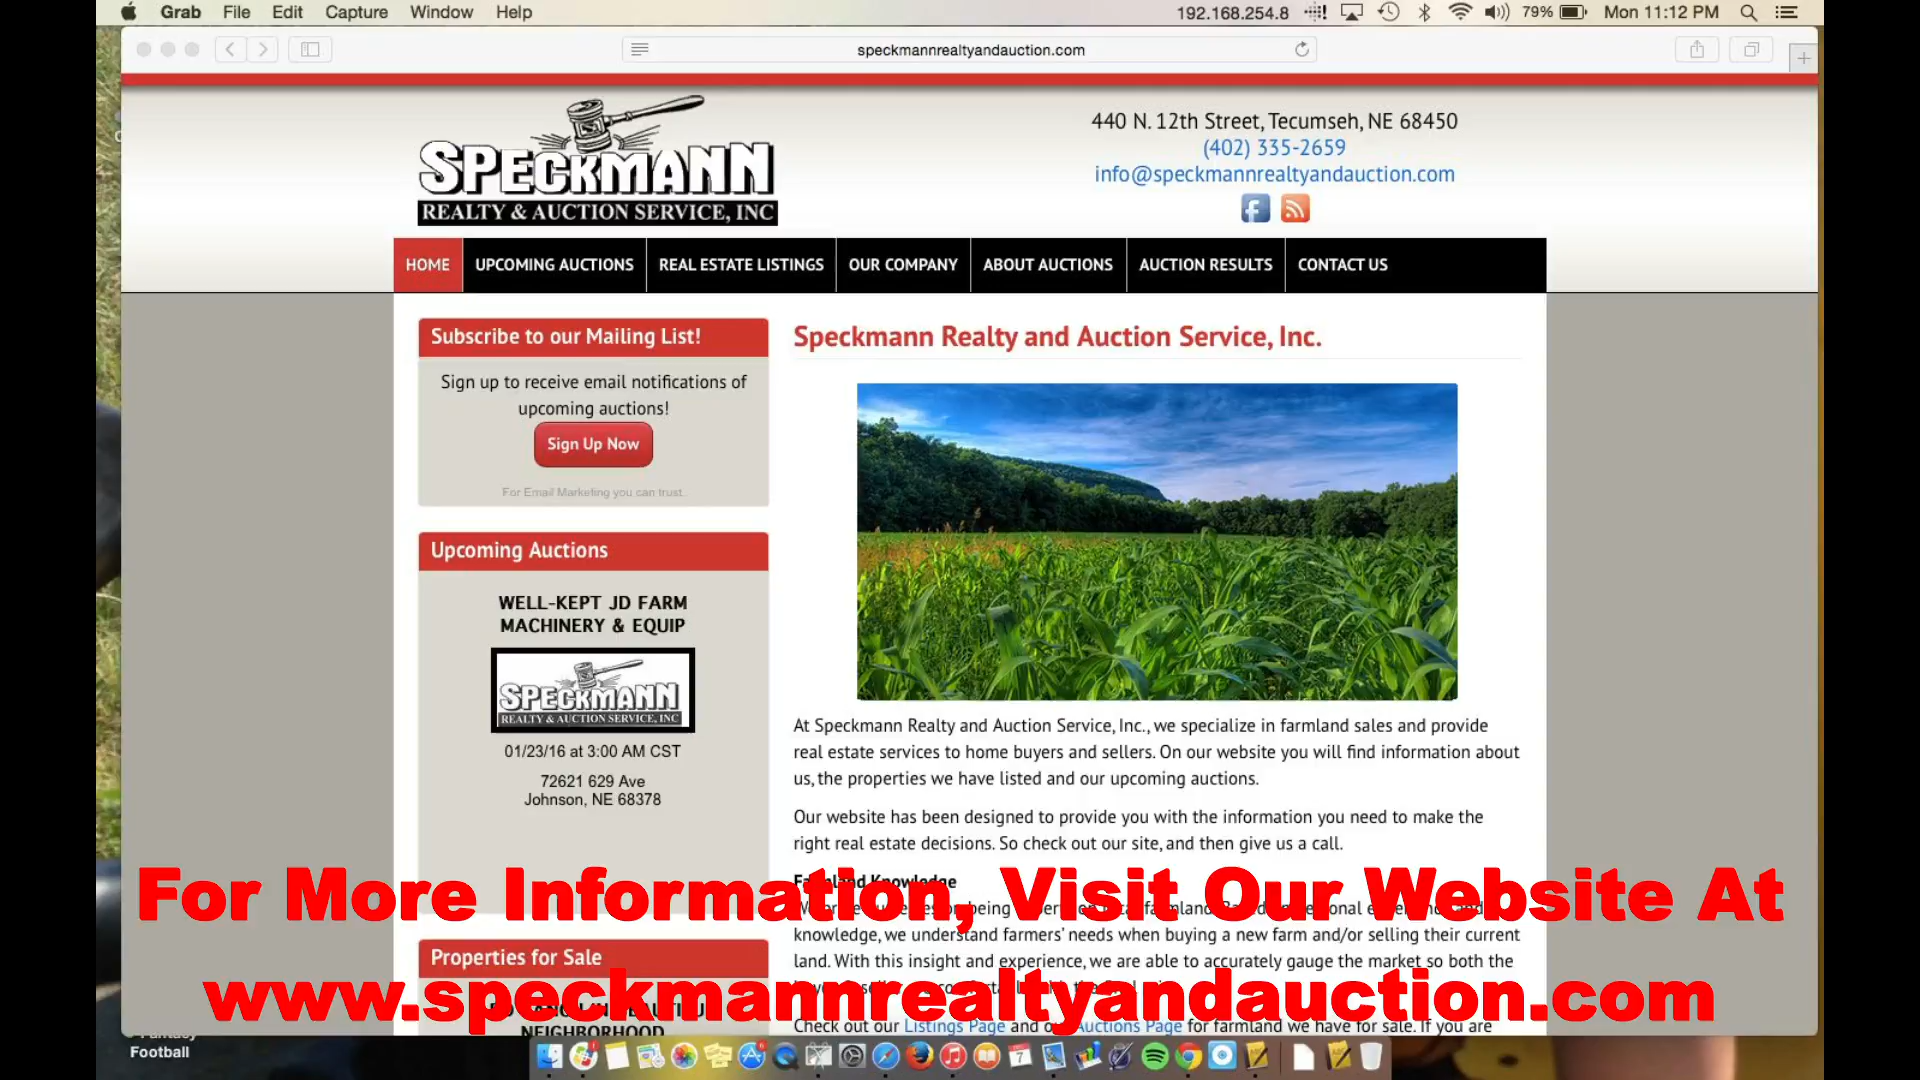 Grab File Edit Capture Window Help
192.168.254.8 79% Mon 11:12 PM
speckmannrealtyandauction.com
SPECKMANN
REALTY & AUCTION SERVICE, INC
440 N. 12th Street, Tecumseh, NE 68450
(402) 335-2659
info@speckmannrealtyandauction.com
HOME UPCOMING AUCTIONS REAL ESTATE LISTINGS OUR COMPANY ABOUT AUCTIONS AUCTION RESULTS CONTACT US
Subscribe to our Mailing List!
Sign up to receive email notifications of
upcoming auctions!
Sign Up Now
For Email Marketing you can trust.
Upcoming Auctions
WELL-KEPT JD FARM
MACHINERY & EQUIP
SPECKMANN
REALTY & AUCTION SERVICE, INC
01/23/16 at 3:00 AM CST
72621 629 Ave
Johnson, NE 68378
Properties for Sale
NEIGHBORHOOD
Speckmann Realty and Auction Service, Inc.
At Speckmann Realty and Auction Service, Inc., we specialize in farmland sales and provide
real estate services to home buyers and sellers. On our website you will find information about
us, the properties we have listed and our upcoming auctions.
Our website has been designed to provide you with the information you need to make the
right real estate decisions. So check out our site, and then give us a call.
Farmland Knowledge
being
knowledge, we understand farmers' needs when buying a new farm and/or selling their current
land. With this insight and experience, we are able to accurately gauge the market so both the
Check out our Listings Page and our Auctions Page for farmland we have for sale. If you are
For More Information, Visit Our Website At
www.speckmannrealtyandauction.com
Fantasy
Football